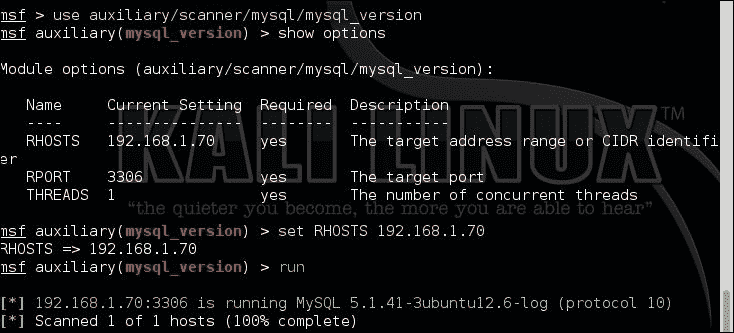 msf > use auxiliary/scanner/mysql/mysql_version
msf auxiliary(mysql_version) > show options
Module options (auxiliary/scanner/mysql/mysql_version):
Name Current Setting Required Description
---- --------------- -------- -----------
RHOSTS 192.168.1.70 yes The target address range or CIDR identifi
er
RPORT 3306 yes The target port
THREADS 1 yes The number of concurrent threads
KALI LINUX™
“the quieter you become, the more you are able to hear”
msf auxiliary(mysql_version) > set RHOSTS 192.168.1.70
RHOSTS => 192.168.1.70
msf auxiliary(mysql_version) > run
[*] 192.168.1.70:3306 is running MySQL 5.1.41-3ubuntu12.6-log (protocol 10)
[*] Scanned 1 of 1 hosts (100% complete)